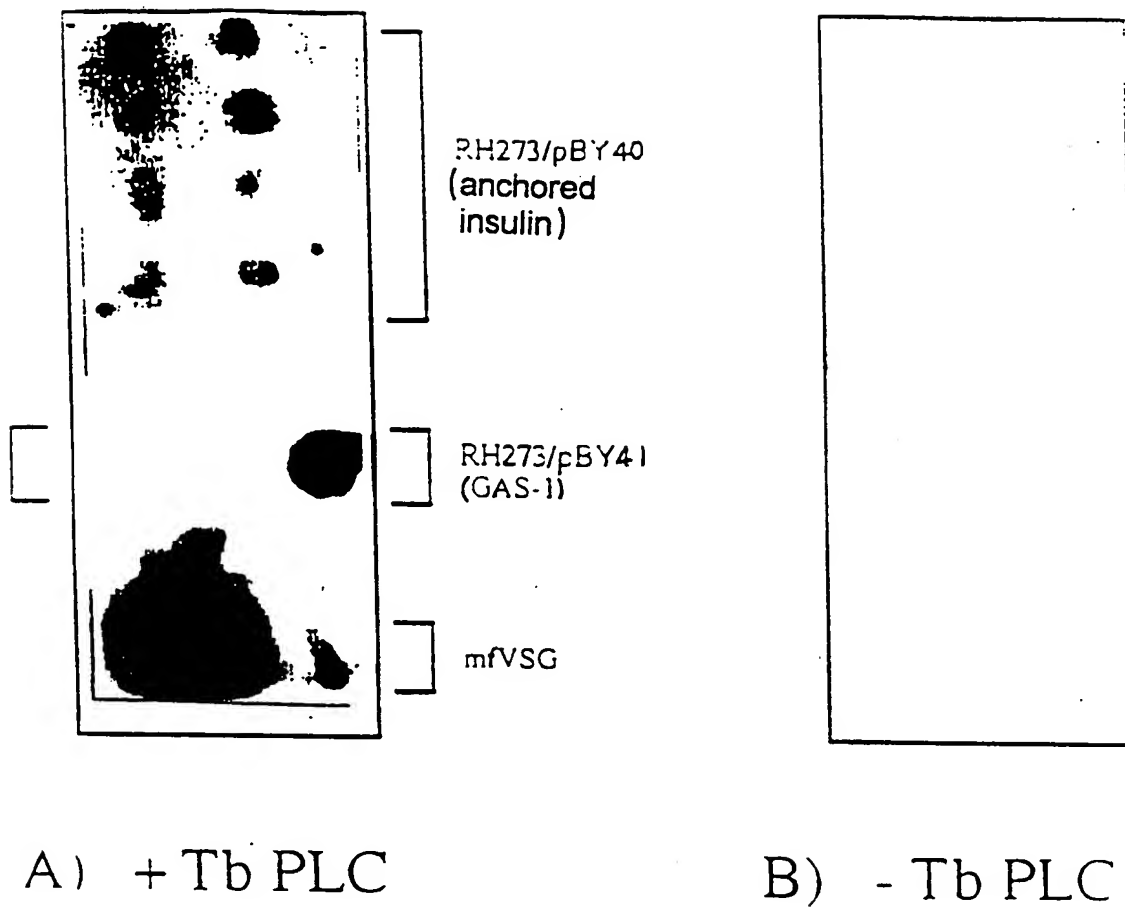 RH273/pBY40
(anchored
insulin)
RH273/pBY41
(GAS-1)
mfVSG
A) + Tb PLC
B) - Tb PLC